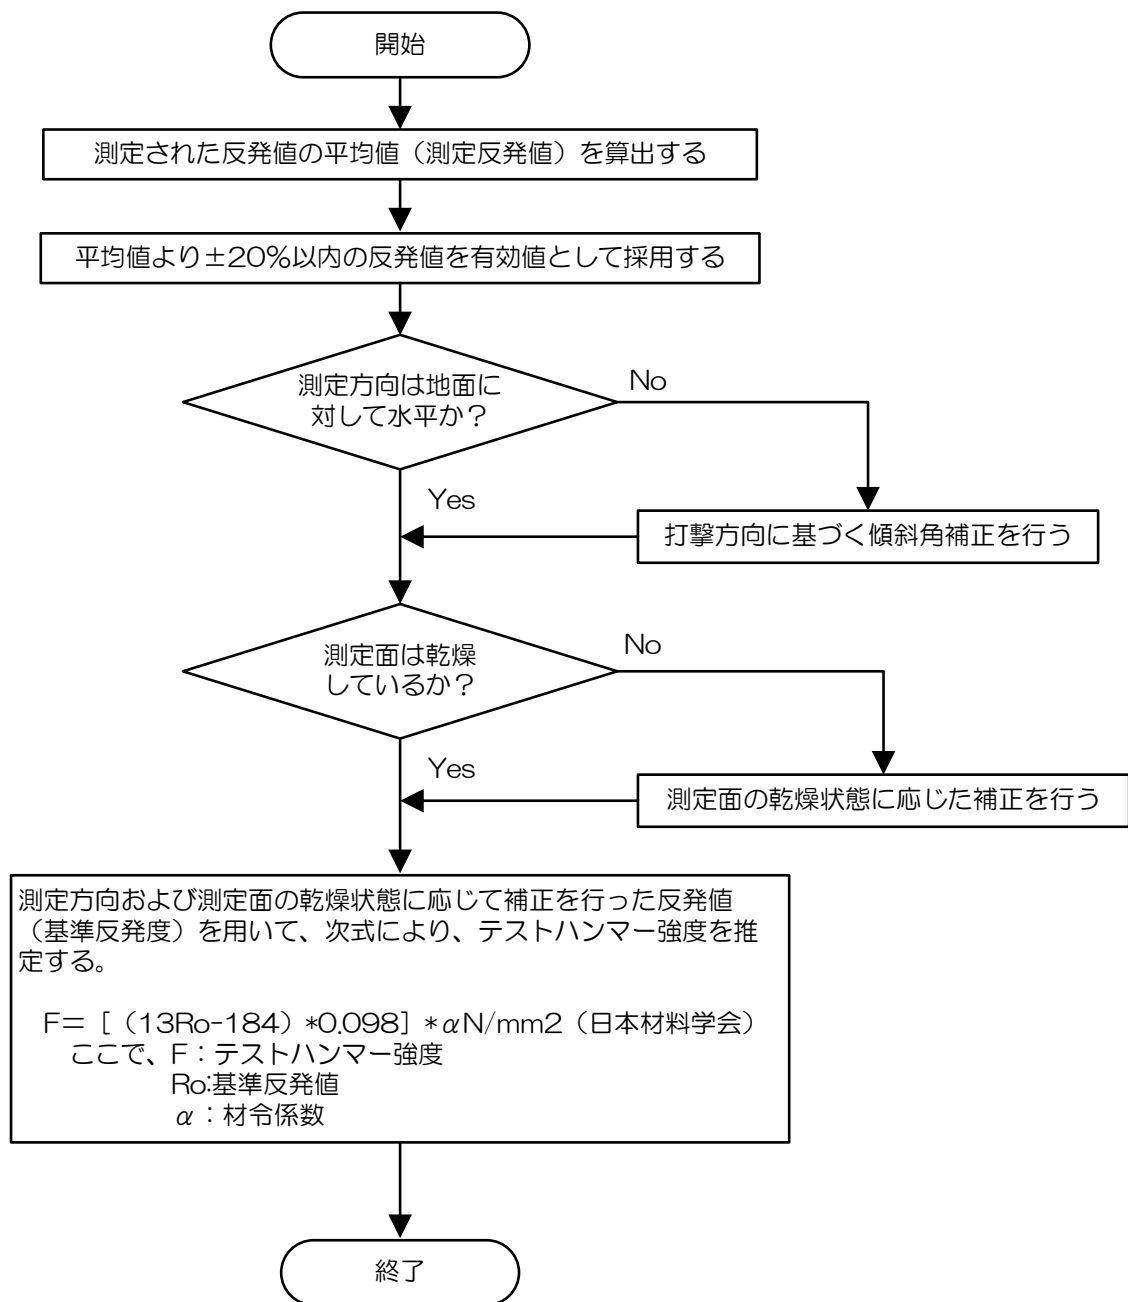 開始
測定された反発値の平均値（測定反発値）を算出する
平均値より±20%以内の反発値を有効値として採用する
測定方向は地面に
対して水平か？
No
Yes
打撃方向に基づく傾斜角補正を行う
測定面は乾燥
しているか？
No
Yes
測定面の乾燥状態に応じた補正を行う
測定方向および測定面の乾燥状態に応じて補正を行った反発値
（基準反発度）を用いて、次式により、テストハンマー強度を推
定する。
F＝［（13Ro-184）*0.098］*αN/mm2（日本材料学会）
ここで、F：テストハンマー強度
Ro:基準反発値
α：材令係数
終了